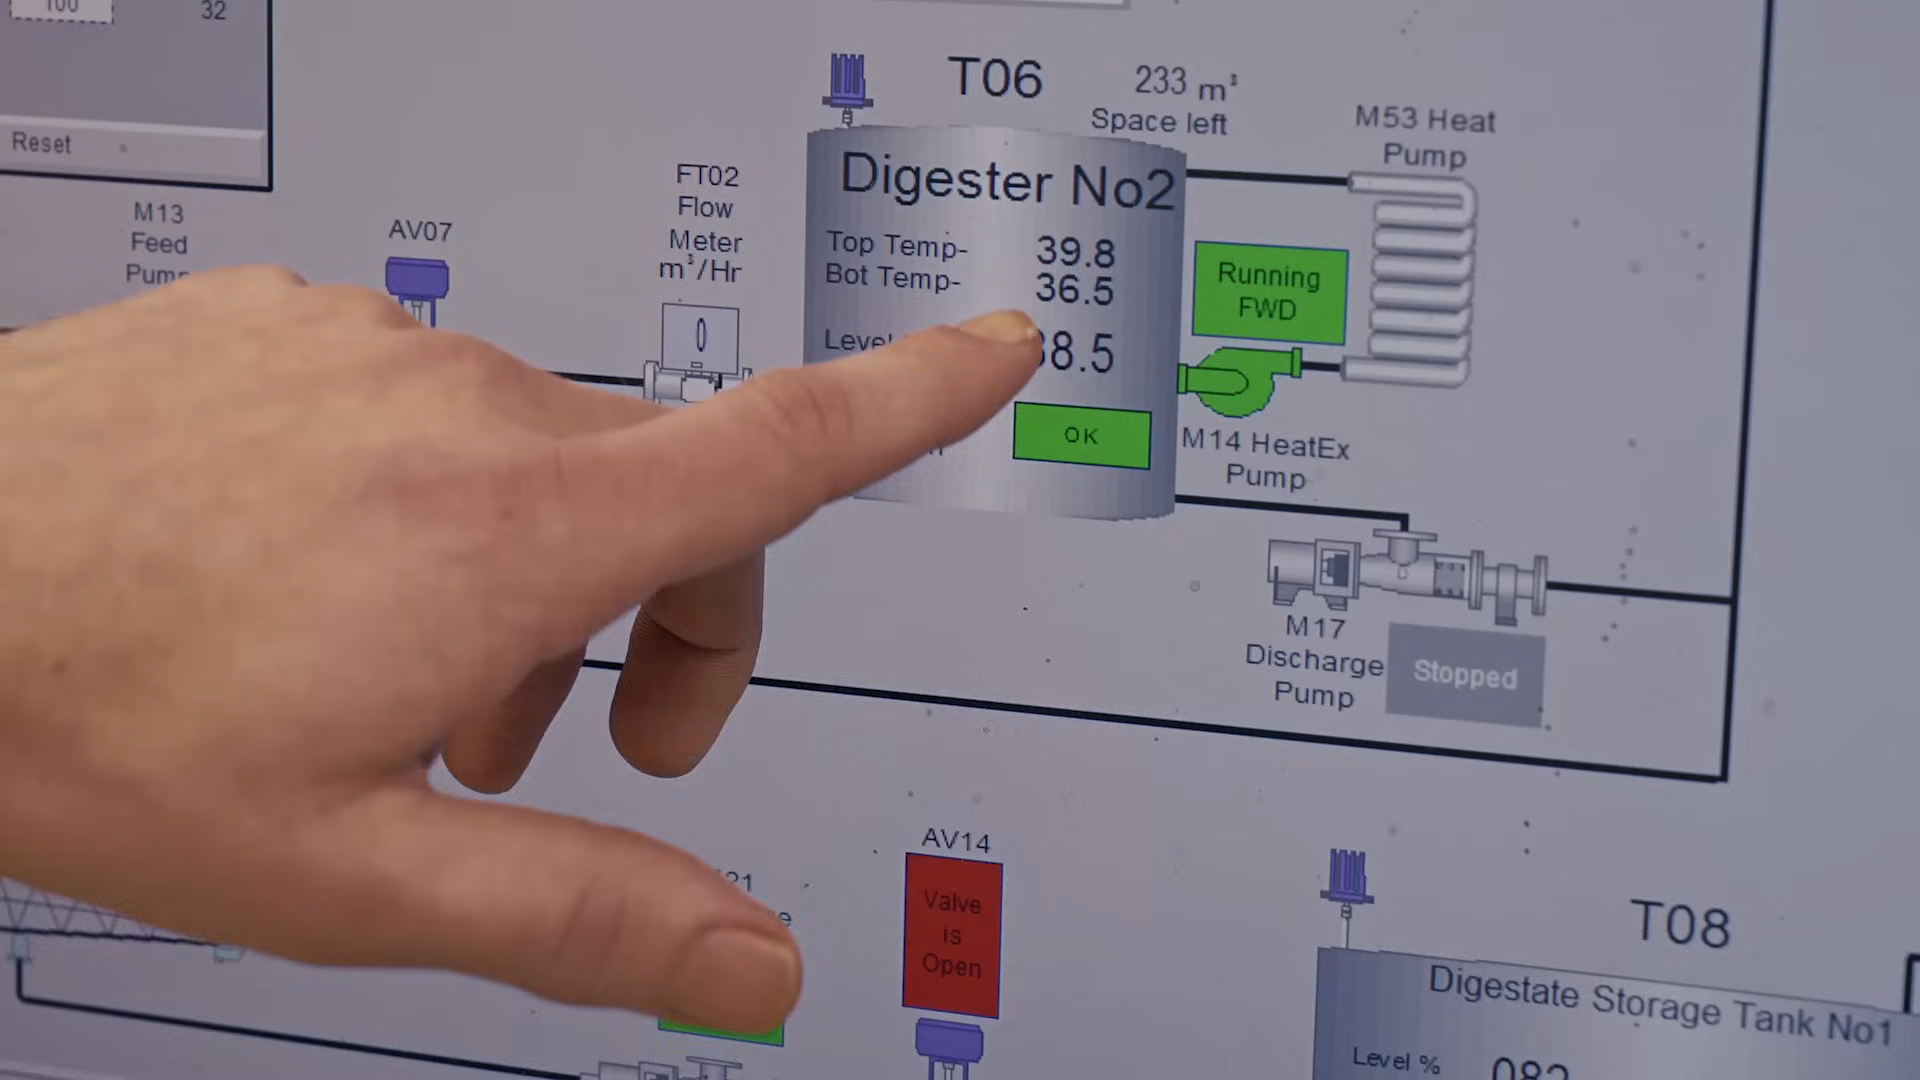 32
Reset
M13
Feed
AV07
FT02
Flow
Meter
m³/Hr
0
T06
233 m³
Space left
Digester No2
Top Temp- 39.8
Bot Temp- 36.5
8.5
OK
M53 Heat
Pump
Running
FWD
M14 HeatEx
Pump
M17
Discharge
Pump
Stopped
AV14
Valve
is
Open
T08
Digestate Storage Tank No1
Level %